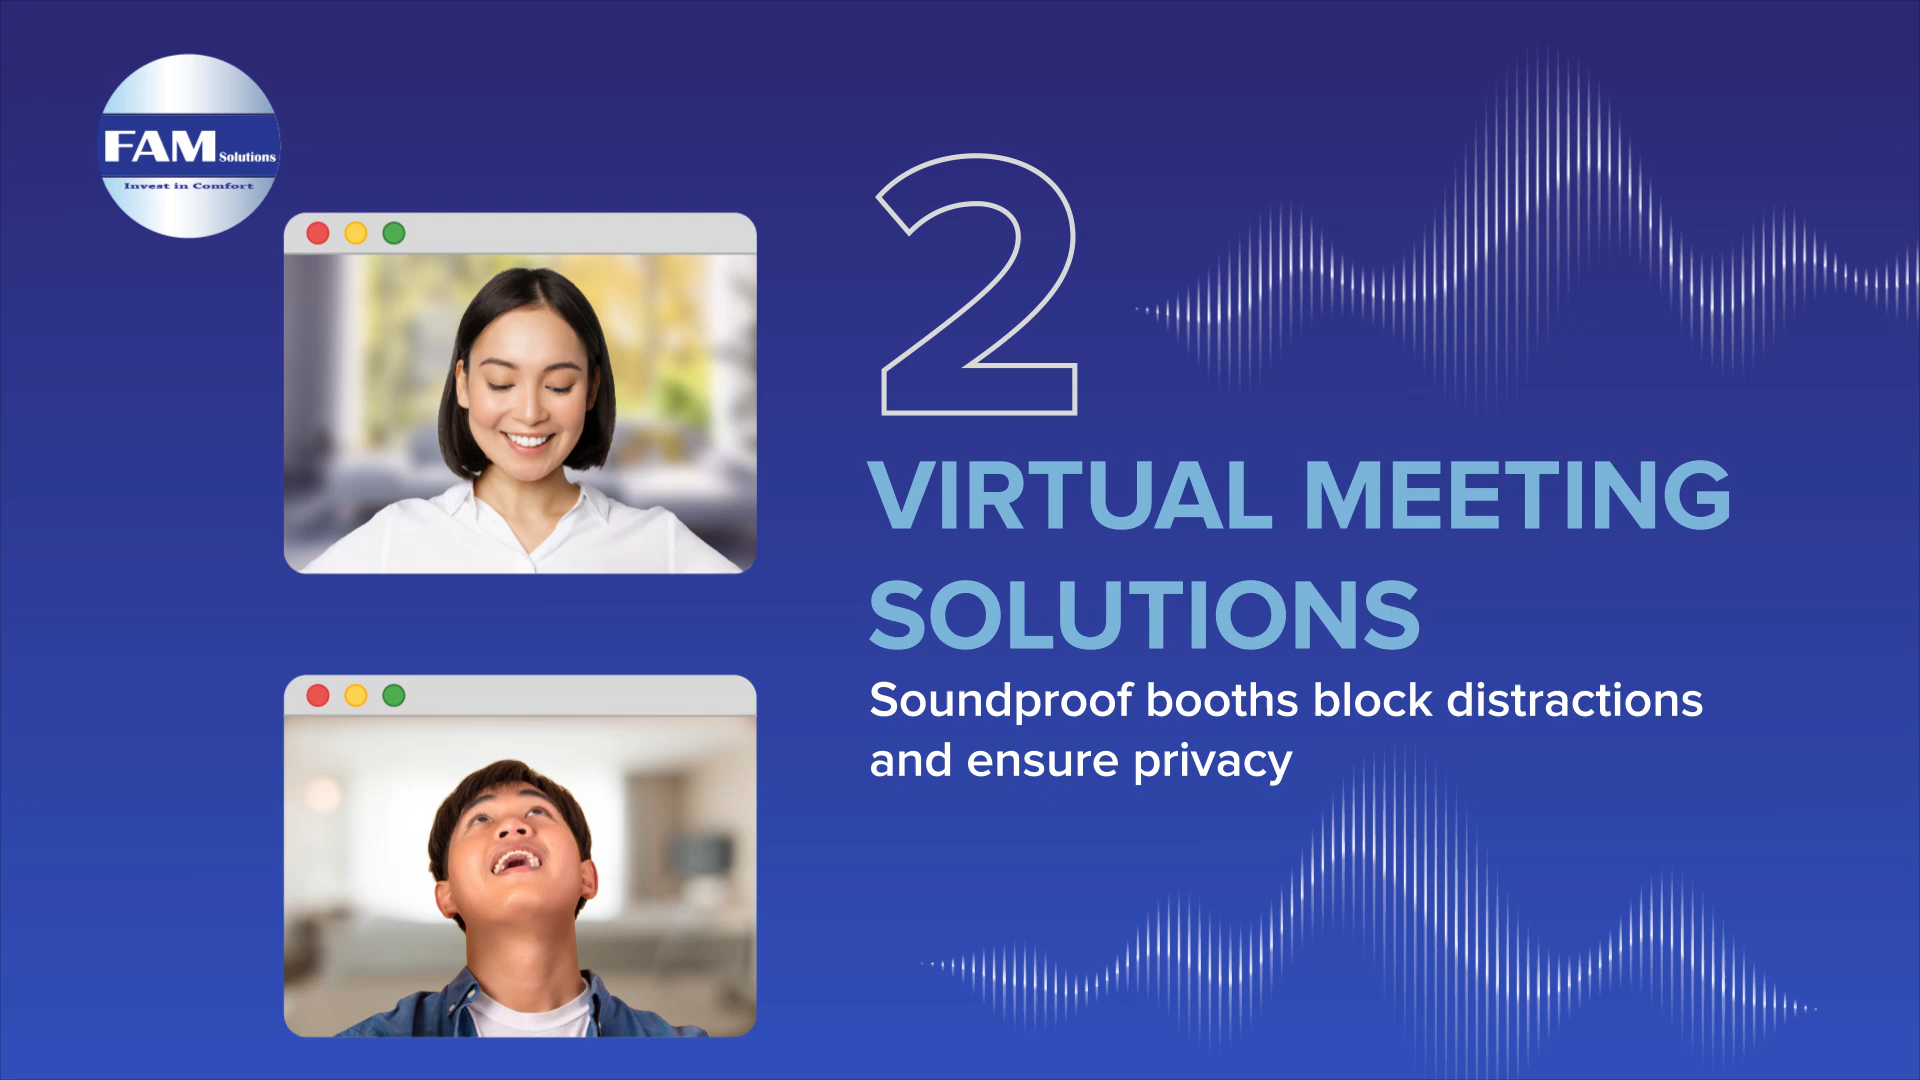 FAM Solutions
Invest in Comfort
2
VIRTUAL MEETING
SOLUTIONS
Soundproof booths block distractions
and ensure privacy